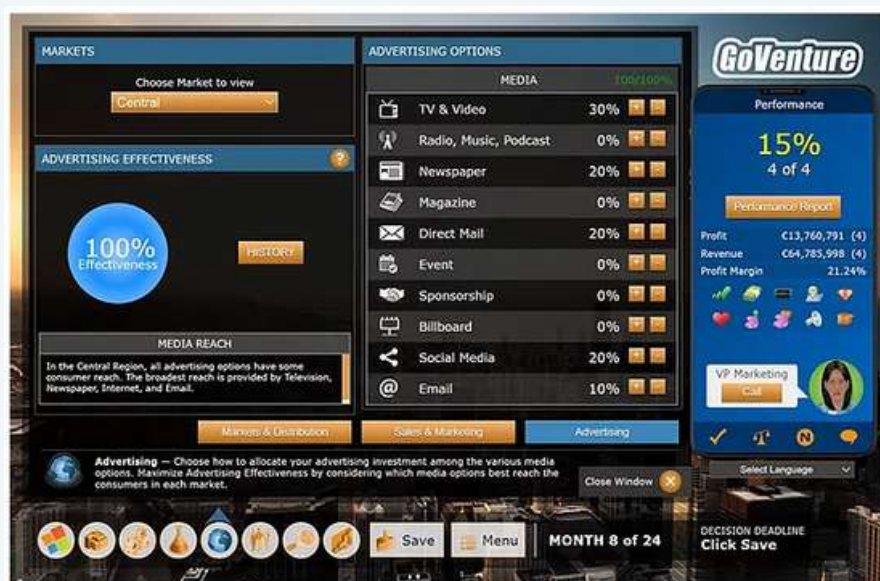 MARKETS
Choose Market to view
Central
ADVERTISING EFFECTIVENESS
?
100%
Effectiveness
HISTORY
MEDIA REACH
In the Central Region, all advertising options have some
consumer reach. The broadest reach is provided by Television,
Newspaper, Internet, and Email.
ADVERTISING OPTIONS
MEDIA 100/100%
TV & Video 30% + -
Radio, Music, Podcast 0% + -
Newspaper 20% + -
Magazine 0% + -
Direct Mail 20% + -
Event 0% + -
Sponsorship 0% + -
Billboard 0% + -
Social Media 20% + -
@ Email 10% + -
Markets & Distribution
Sales & Marketing
Advertising
Advertising — Choose how to allocate your advertising investment among the various media
options. Maximize Advertising Effectiveness by considering which media options best reach the
consumers in each market.
Close Window X
Save
Menu
MONTH 8 of 24
GoVenture
Performance
15%
4 of 4
Performance Report
Profit €13,760,791 (4)
Revenue €64,785,998 (4)
Profit Margin 21.24%
VP Marketing
Call
N
Select Language
DECISION DEADLINE
Click Save